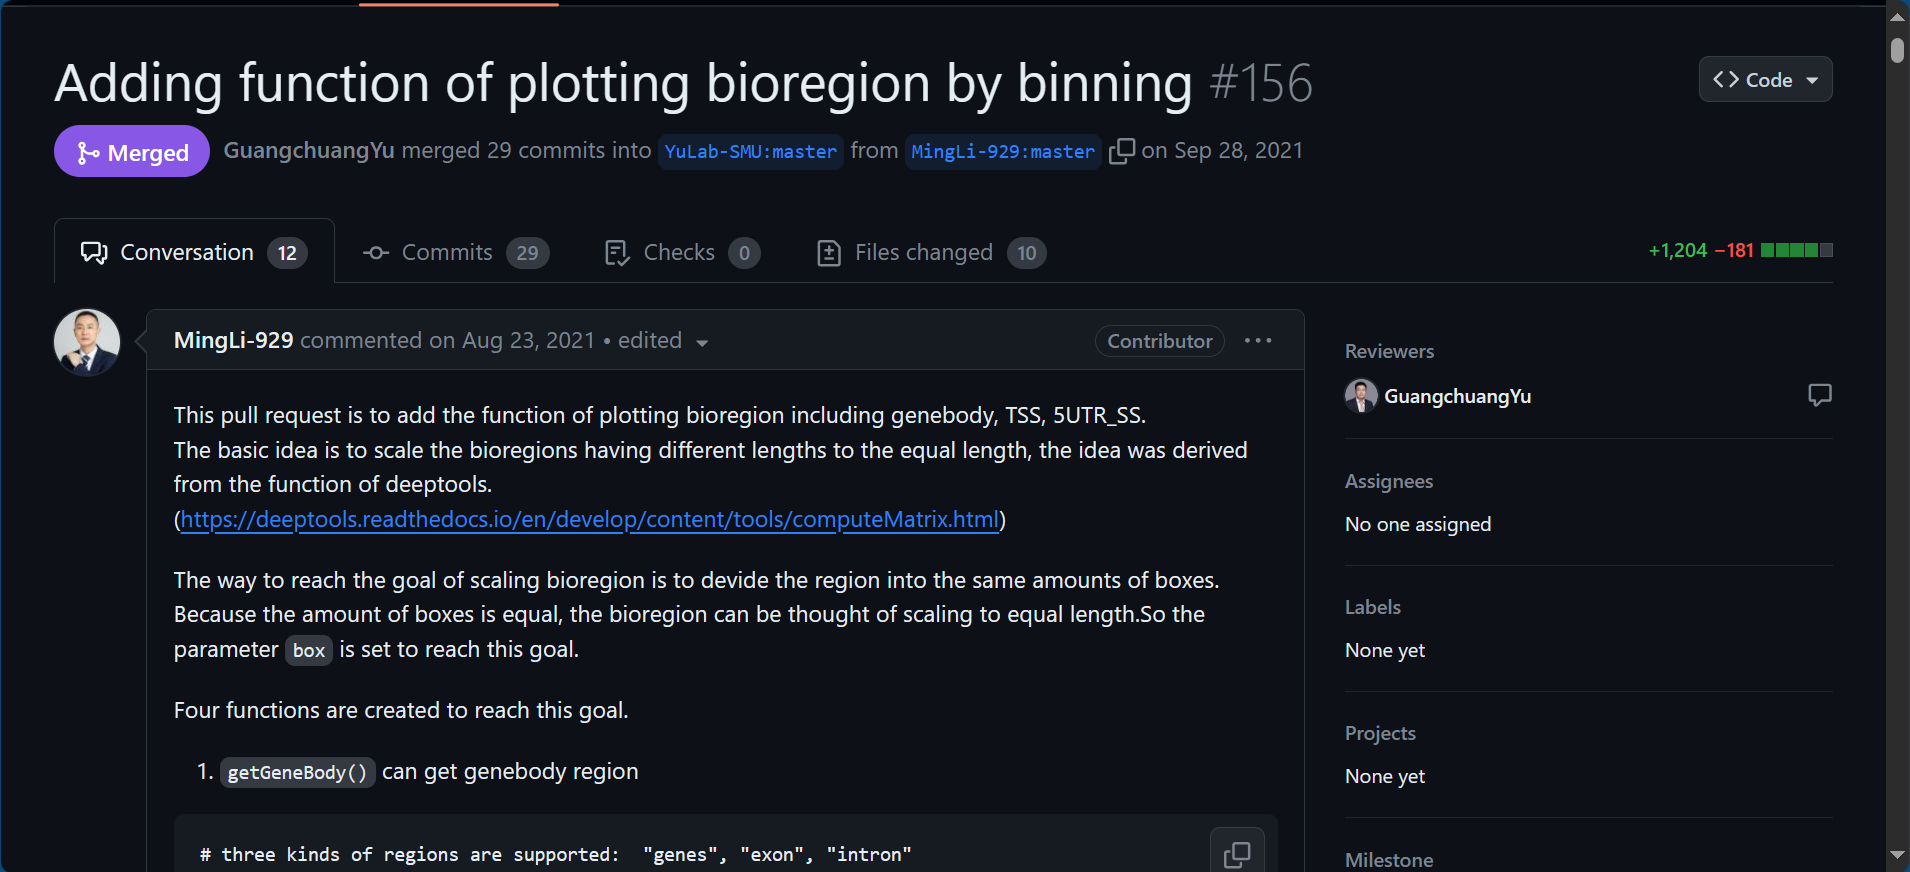 Adding function of plotting bioregion by binning #156
Code
Merged
GuangchuangYu merged 29 commits into YuLab-SMU:master from MingLi-929:master on Sep 28, 2021
Conversation 12
Commits 29
Checks 0
Files changed 10
+1,204 −181
MingLi-929 commented on Aug 23, 2021 • edited
Contributor
This pull request is to add the function of plotting bioregion including genebody, TSS, 5UTR_SS.
The basic idea is to scale the bioregions having different lengths to the equal length, the idea was derived
from the function of deeptools.
(https://deeptools.readthedocs.io/en/develop/content/tools/computeMatrix.html)
The way to reach the goal of scaling bioregion is to devide the region into the same amounts of boxes.
Because the amount of boxes is equal, the bioregion can be thought of scaling to equal length.So the
parameter box is set to reach this goal.
Four functions are created to reach this goal.
1. getGeneBody() can get genebody region
# three kinds of regions are supported:  "genes", "exon", "intron"
Reviewers
GuangchuangYu
Assignees
No one assigned
Labels
None yet
Projects
None yet
Milestone